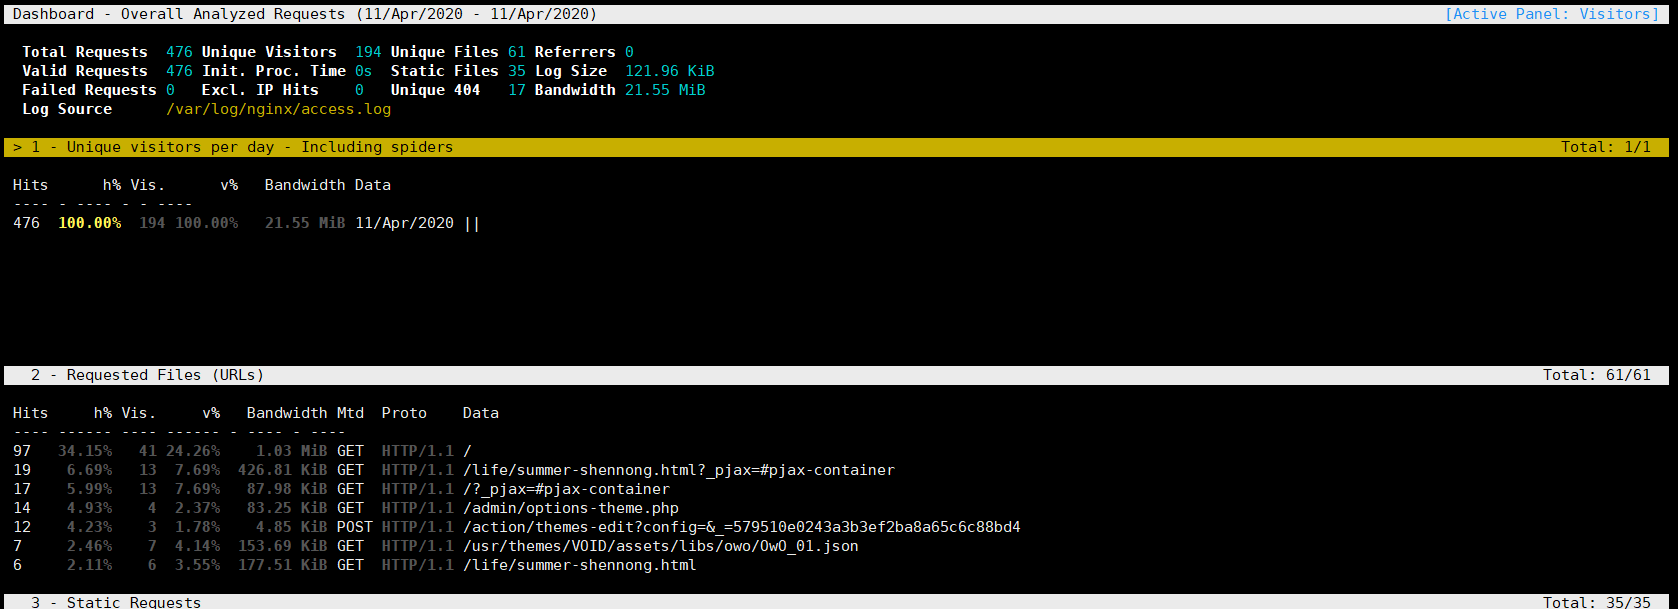 Dashboard - Overall Analyzed Requests (11/Apr/2020 - 11/Apr/2020) [Active Panel: Visitors]
Total Requests 476 Unique Visitors 194 Unique Files 61 Referrers 0
Valid Requests 476 Init. Proc. Time 0s Static Files 35 Log Size 121.96 KiB
Failed Requests 0 Excl. IP Hits 0 Unique 404 17 Bandwidth 21.55 MiB
Log Source /var/log/nginx/access.log
> 1 - Unique visitors per day - Including spiders Total: 1/1
Hits h% Vis. v% Bandwidth Data
---- - ---- - - ----
476 100.00% 194 100.00% 21.55 MiB 11/Apr/2020 ||
2 - Requested Files (URLs) Total: 61/61
Hits h% Vis. v% Bandwidth Mtd Proto Data
---- ------ ---- ------ - ---- - ----
97 34.15% 41 24.26% 1.03 MiB GET HTTP/1.1 /
19 6.69% 13 7.69% 426.81 KiB GET HTTP/1.1 /life/summer-shennong.html?_pjax=#pjax-container
17 5.99% 13 7.69% 87.98 KiB GET HTTP/1.1 /?_pjax=#pjax-container
14 4.93% 4 2.37% 83.25 KiB GET HTTP/1.1 /admin/options-theme.php
12 4.23% 3 1.78% 4.85 KiB POST HTTP/1.1 /action/themes-edit?config=&_=579510e0243a3b3ef2ba8a65c6c88bd4
7 2.46% 7 4.14% 153.69 KiB GET HTTP/1.1 /usr/themes/VOID/assets/libs/owo/OwO_01.json
6 2.11% 6 3.55% 177.51 KiB GET HTTP/1.1 /life/summer-shennong.html
3 - Static Requests Total: 35/35